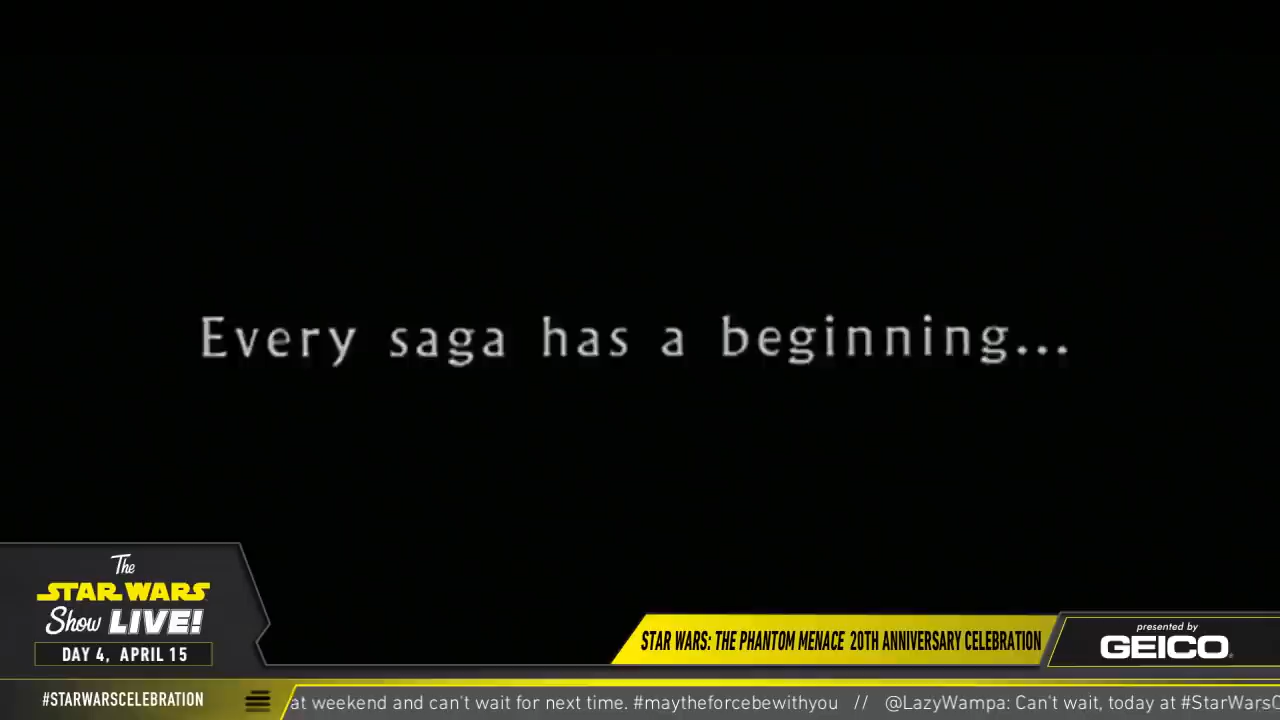 Every saga has a beginning...
The
STAR WARS
Show LIVE!
DAY 4, APRIL 15
STAR WARS: THE PHANTOM MENACE 20TH ANNIVERSARY CELEBRATION
presented by
GEICO
#STARWARSCELEBRATION
at weekend and can't wait for next time. #maytheforcebewithyou // @LazyWampa: Can't wait, today at #StarWarsC